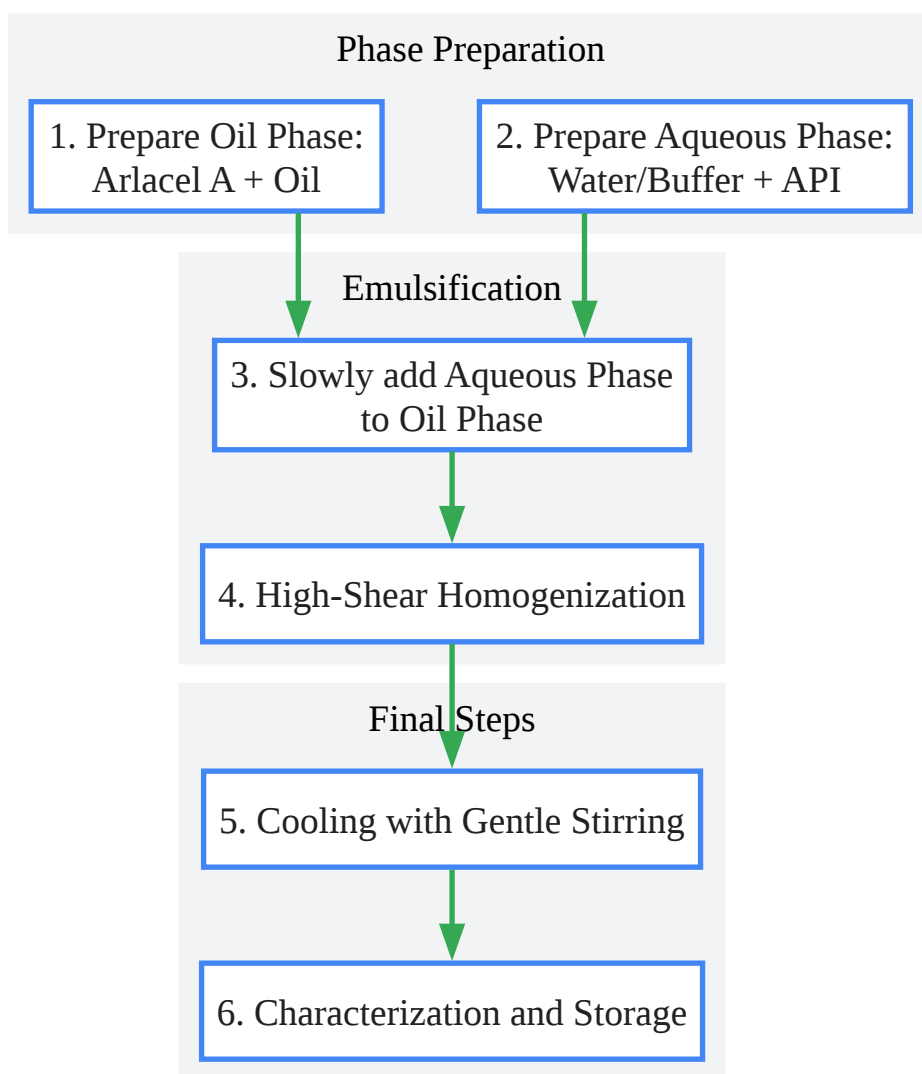 Phase Preparation
1. Prepare Oil Phase:
Arlacel A + Oil
2. Prepare Aqueous Phase:
Water/Buffer + API
Emulsification
3. Slowly add Aqueous Phase
to Oil Phase
4. High-Shear Homogenization
Final Steps
5. Cooling with Gentle Stirring
6. Characterization and Storage